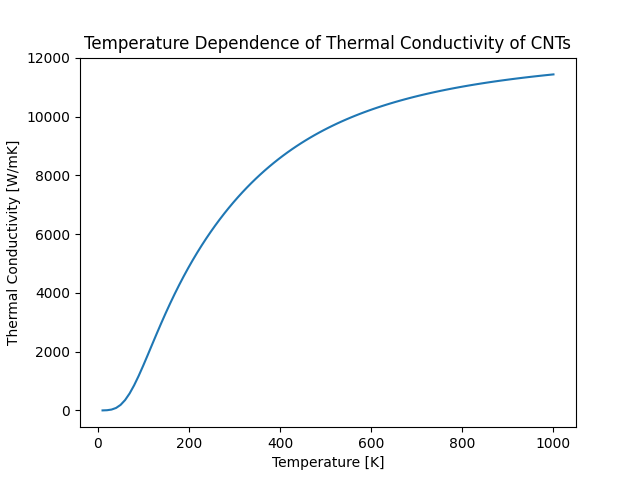 Temperature Dependence of Thermal Conductivity of CNTs
12000
10000
8000
6000
4000
2000
0
Thermal Conductivity [W/mK]
0 200 400 600 800 1000
Temperature [K]